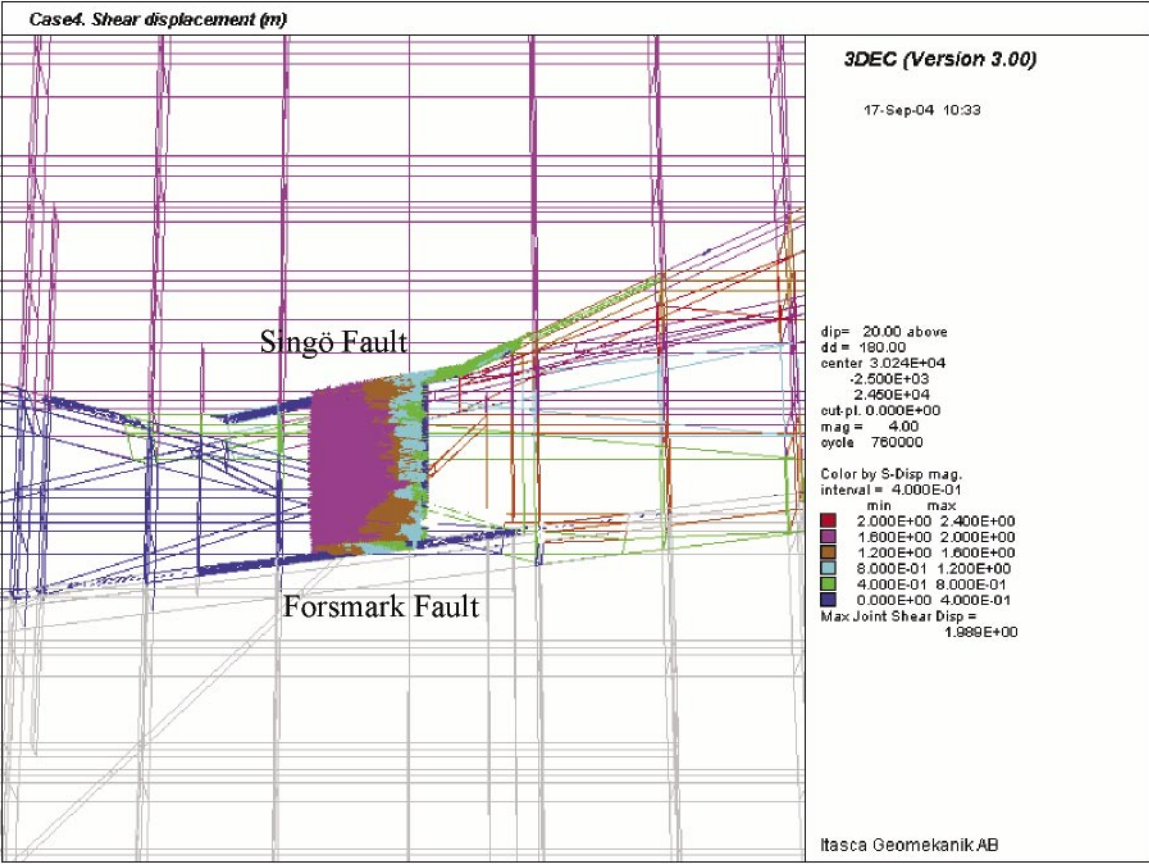 Case4. Shear displacement (m)
3DEC (Version 3.00)
17-Sep-04 10:33
Singö Fault
Forsmark Fault
dip= 20.00 above
dd = 180.00
center 3.024E+04
-2.500E+03
2.450E+04
cut-pl. 0.000E+00
mag = 4.00
cycle 760000
Color by S-Disp mag.
interval = 4.000E-01
min max
2.000E+00 2.400E+00
1.600E+00 2.000E+00
1.200E+00 1.600E+00
8.000E-01 1.200E+00
4.000E-01 8.000E-01
0.000E+00 4.000E-01
Max Joint Shear Disp =
1.989E+00
Itasca Geomekanik AB